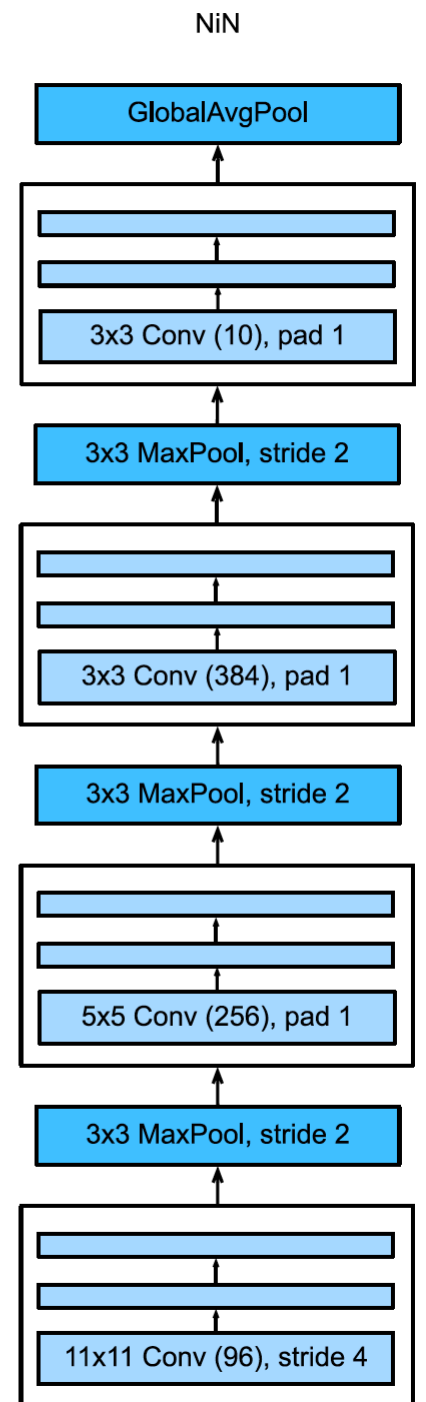 NiN
GlobalAvgPool
3x3 Conv (10), pad 1
3x3 MaxPool, stride 2
3x3 Conv (384), pad 1
3x3 MaxPool, stride 2
5x5 Conv (256), pad 1
3x3 MaxPool, stride 2
11x11 Conv (96), stride 4